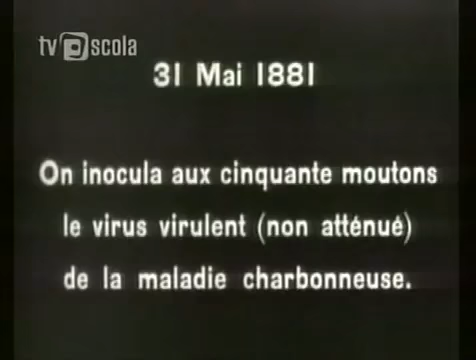 tv escola
31 Mai 1881
On inocula aux cinquante moutons
le virus virulent (non atténué)
de la maladie charbonneuse.